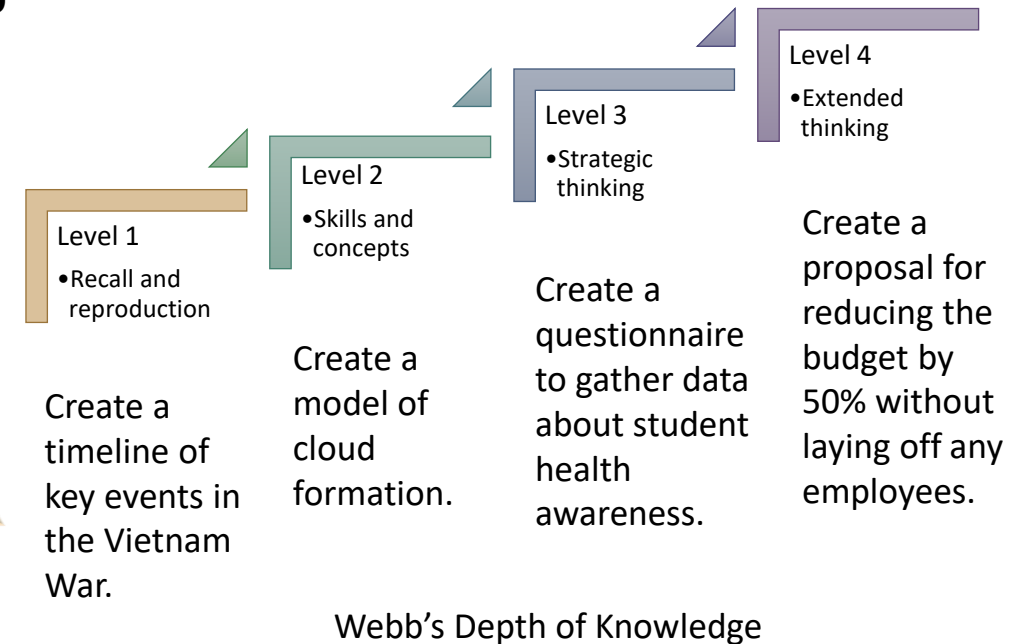 Level 1
•Recall and
reproduction
Create a
timeline of
key events in
the Vietnam
War.
Level 2
•Skills and
concepts
Create a
model of
cloud
formation.
Level 3
•Strategic
thinking
Create a
questionnaire
to gather data
about student
health
awareness.
Level 4
•Extended
thinking
Create a
proposal for
reducing the
budget by
50% without
laying off any
employees.
Webb’s Depth of Knowledge